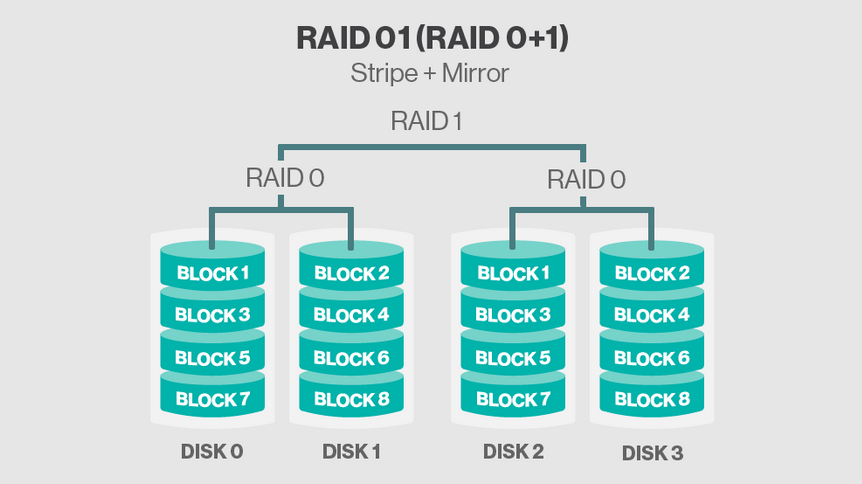 RAID 01 (RAID 0+1)
Stripe + Mirror
RAID 1
RAID 0 RAID 0
BLOCK 1 BLOCK 2 BLOCK 1 BLOCK 2
BLOCK 3 BLOCK 4 BLOCK 3 BLOCK 4
BLOCK 5 BLOCK 6 BLOCK 5 BLOCK 6
BLOCK 7 BLOCK 8 BLOCK 7 BLOCK 8
DISK 0 DISK 1 DISK 2 DISK 3